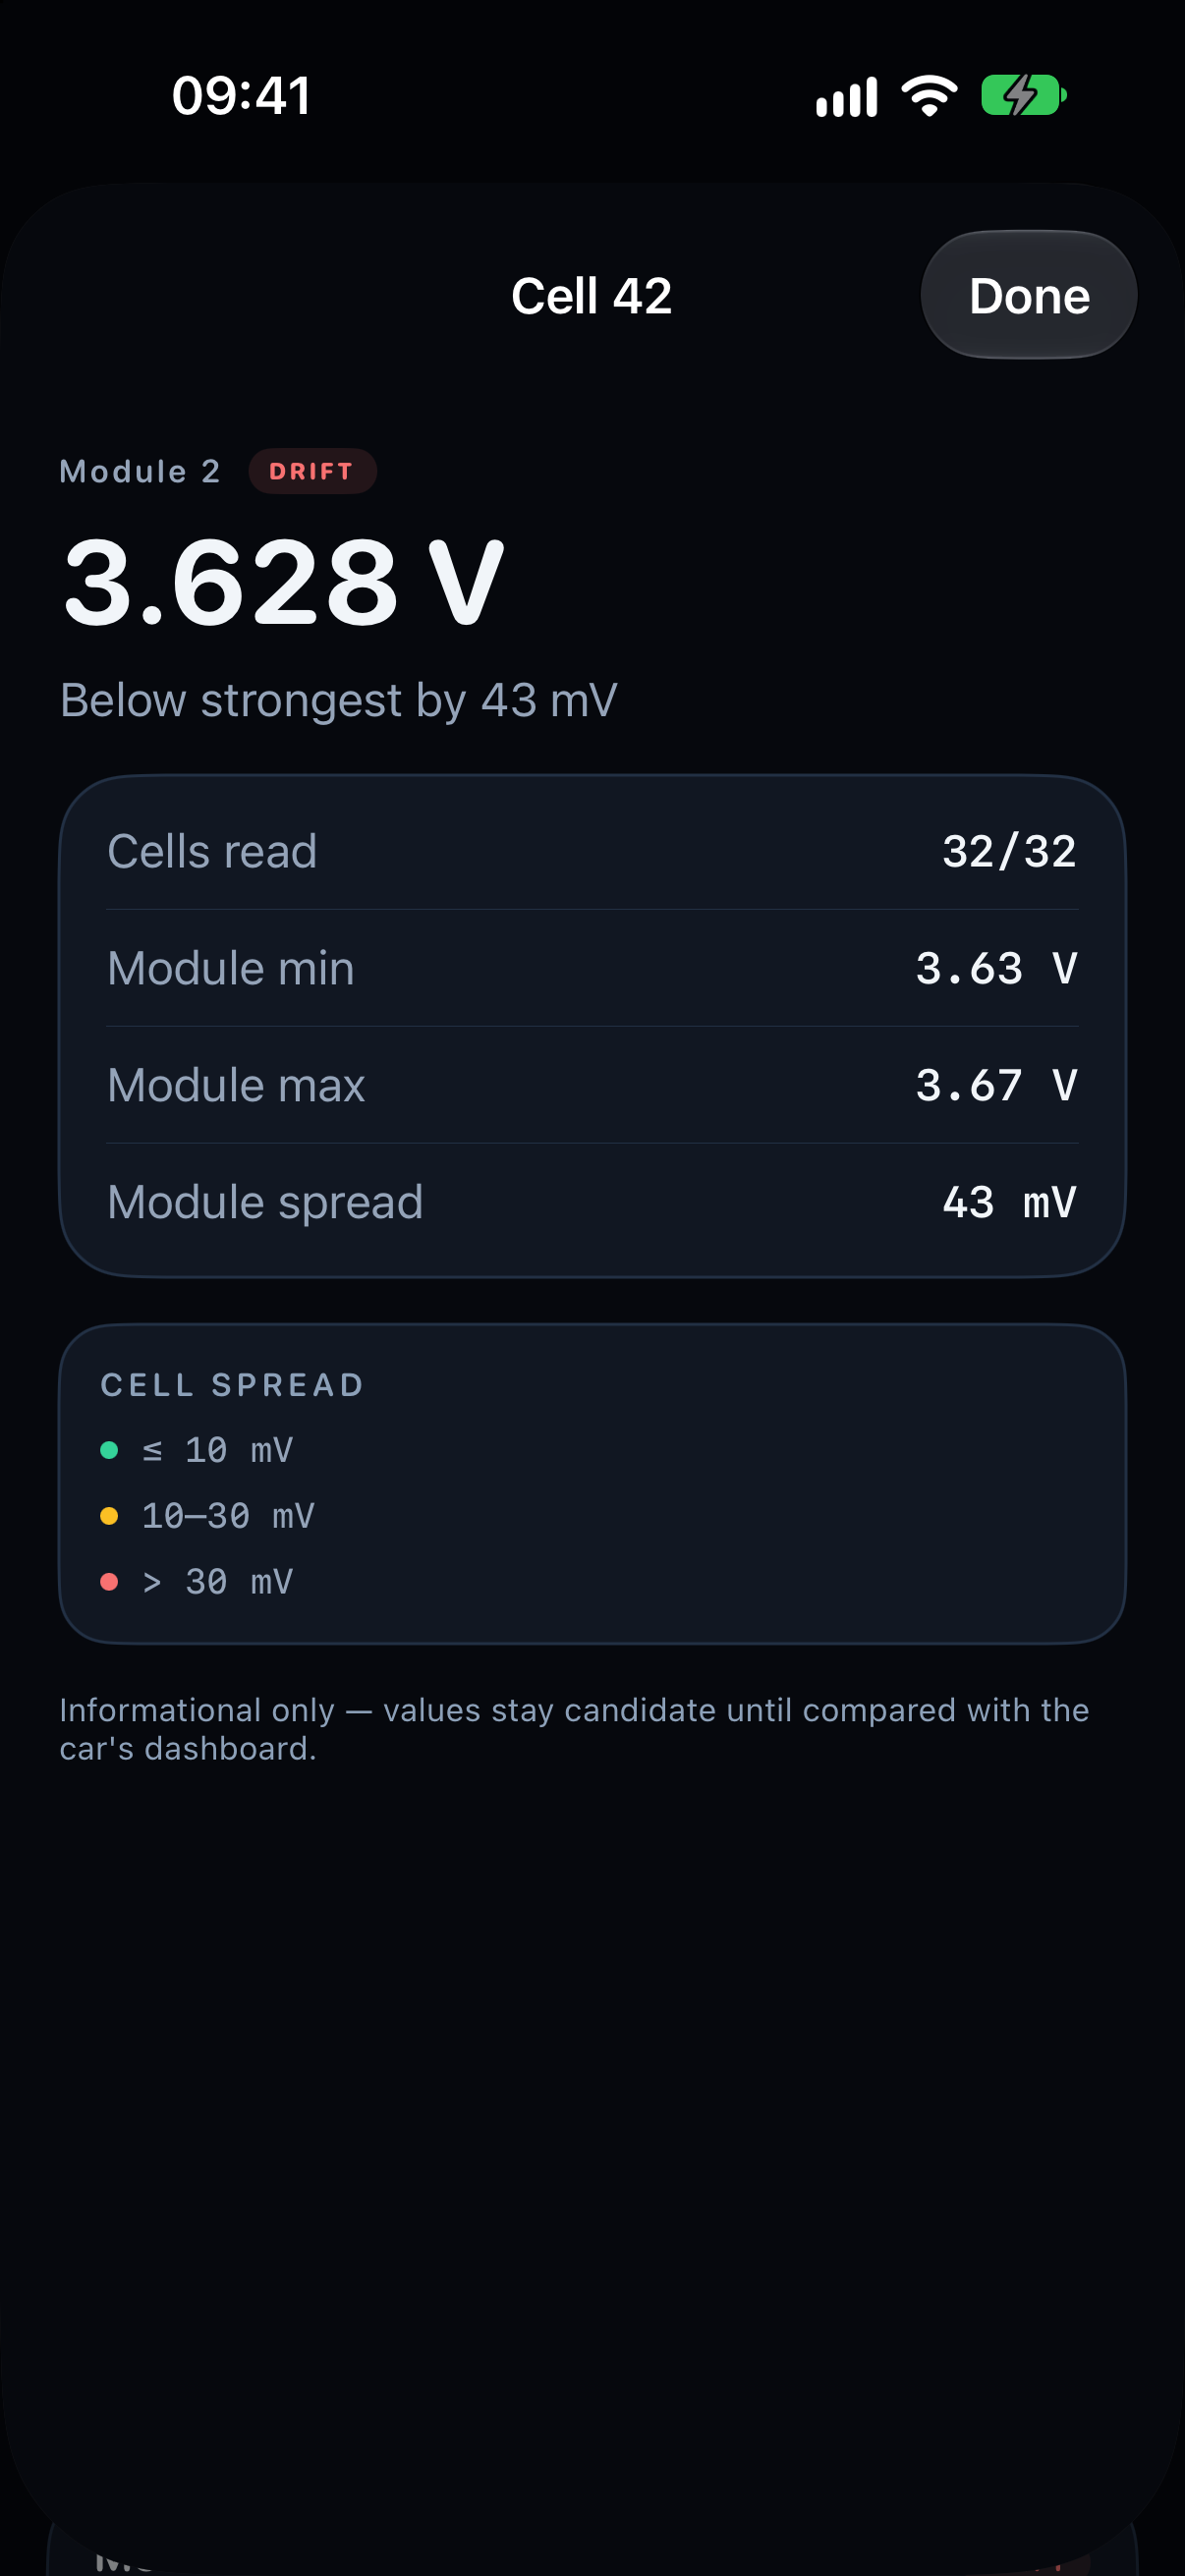 09:41
Cell 42
Done
Module 2
DRIFT
3.628 V
Below strongest by 43 mV
Cells read
32/32
Module min
3.63 V
Module max
3.67 V
Module spread
43 mV
CELL SPREAD
≤ 10 mV
10–30 mV
> 30 mV
Informational only — values stay candidate until compared with the
car's dashboard.